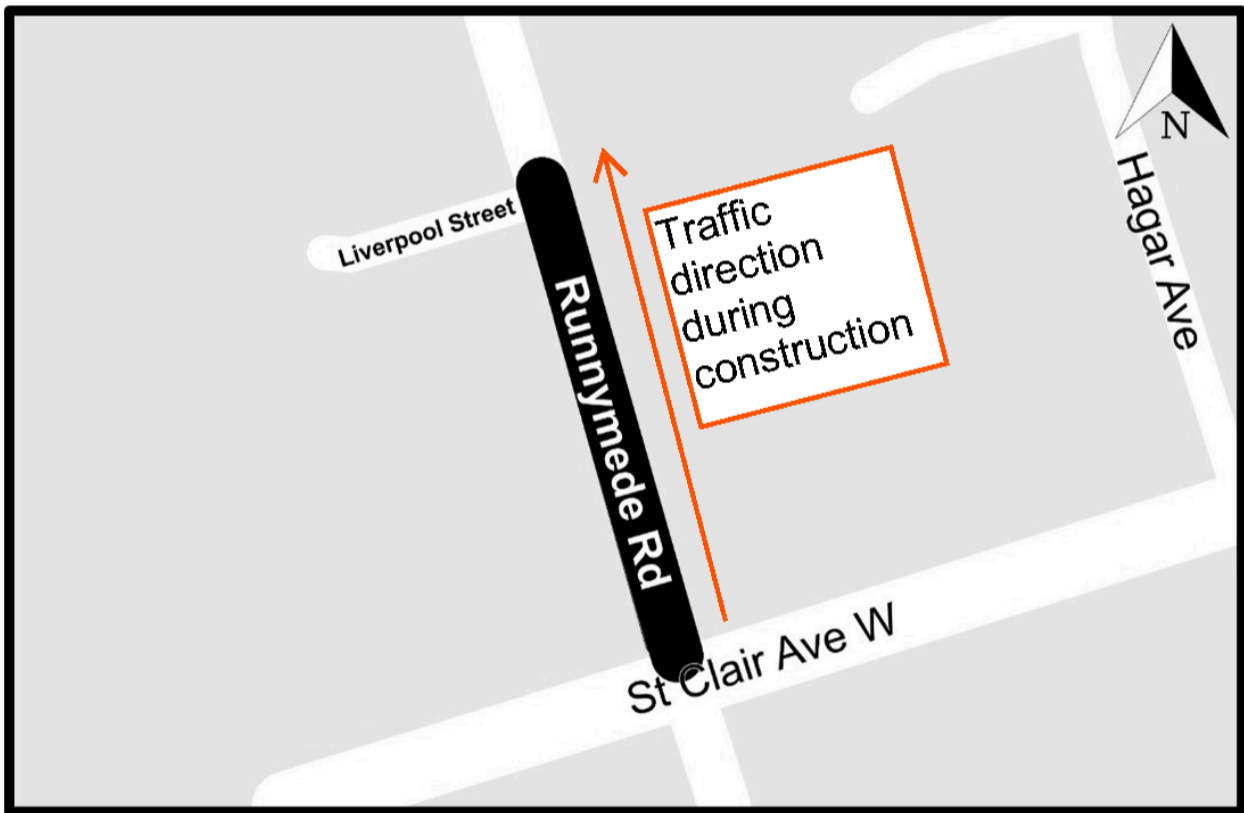 N
Hagar Ave
Liverpool Street
Traffic
direction
during
construction
Runnymede Rd
St Clair Ave W